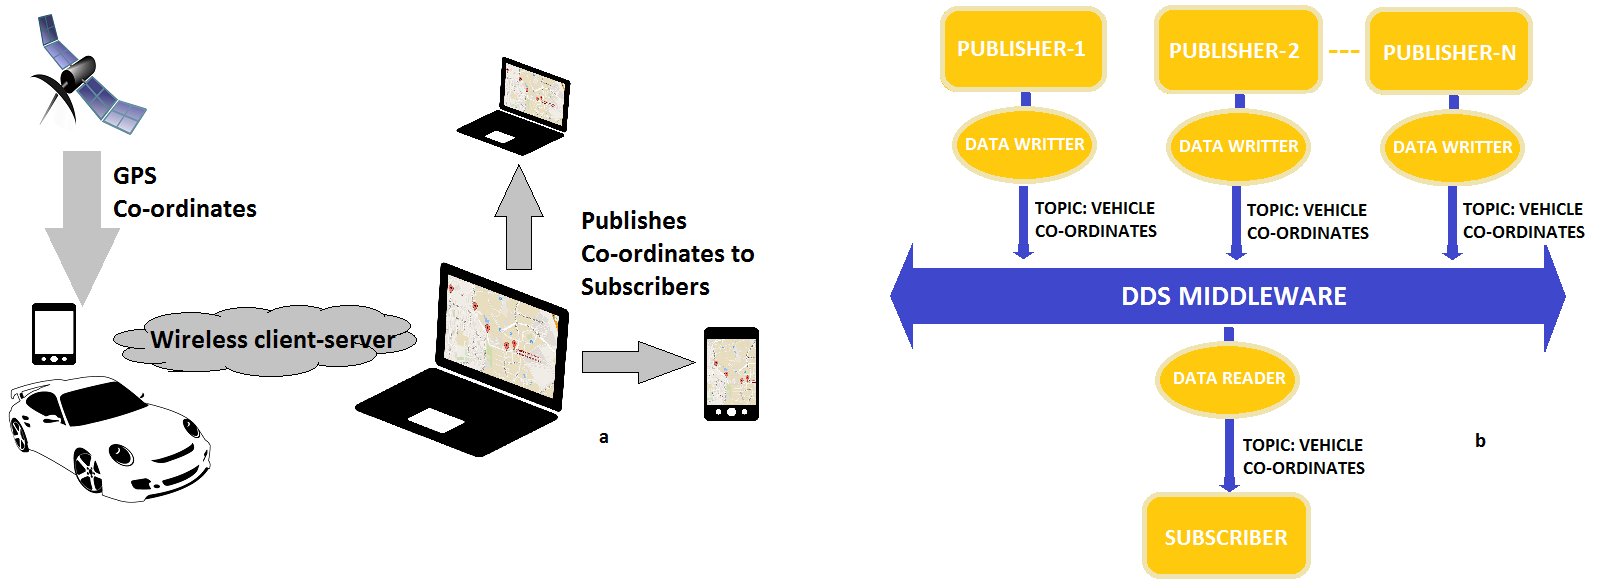 GPS
Co-ordinates
Publishes
Co-ordinates to
Subscribers
Wireless client-server
a
PUBLISHER-1
PUBLISHER-2
---
PUBLISHER-N
DATA WRITTER
DATA WRITTER
DATA WRITTER
TOPIC: VEHICLE
CO-ORDINATES
TOPIC: VEHICLE
CO-ORDINATES
TOPIC: VEHICLE
CO-ORDINATES
DDS MIDDLEWARE
DATA READER
TOPIC: VEHICLE
CO-ORDINATES
b
SUBSCRIBER